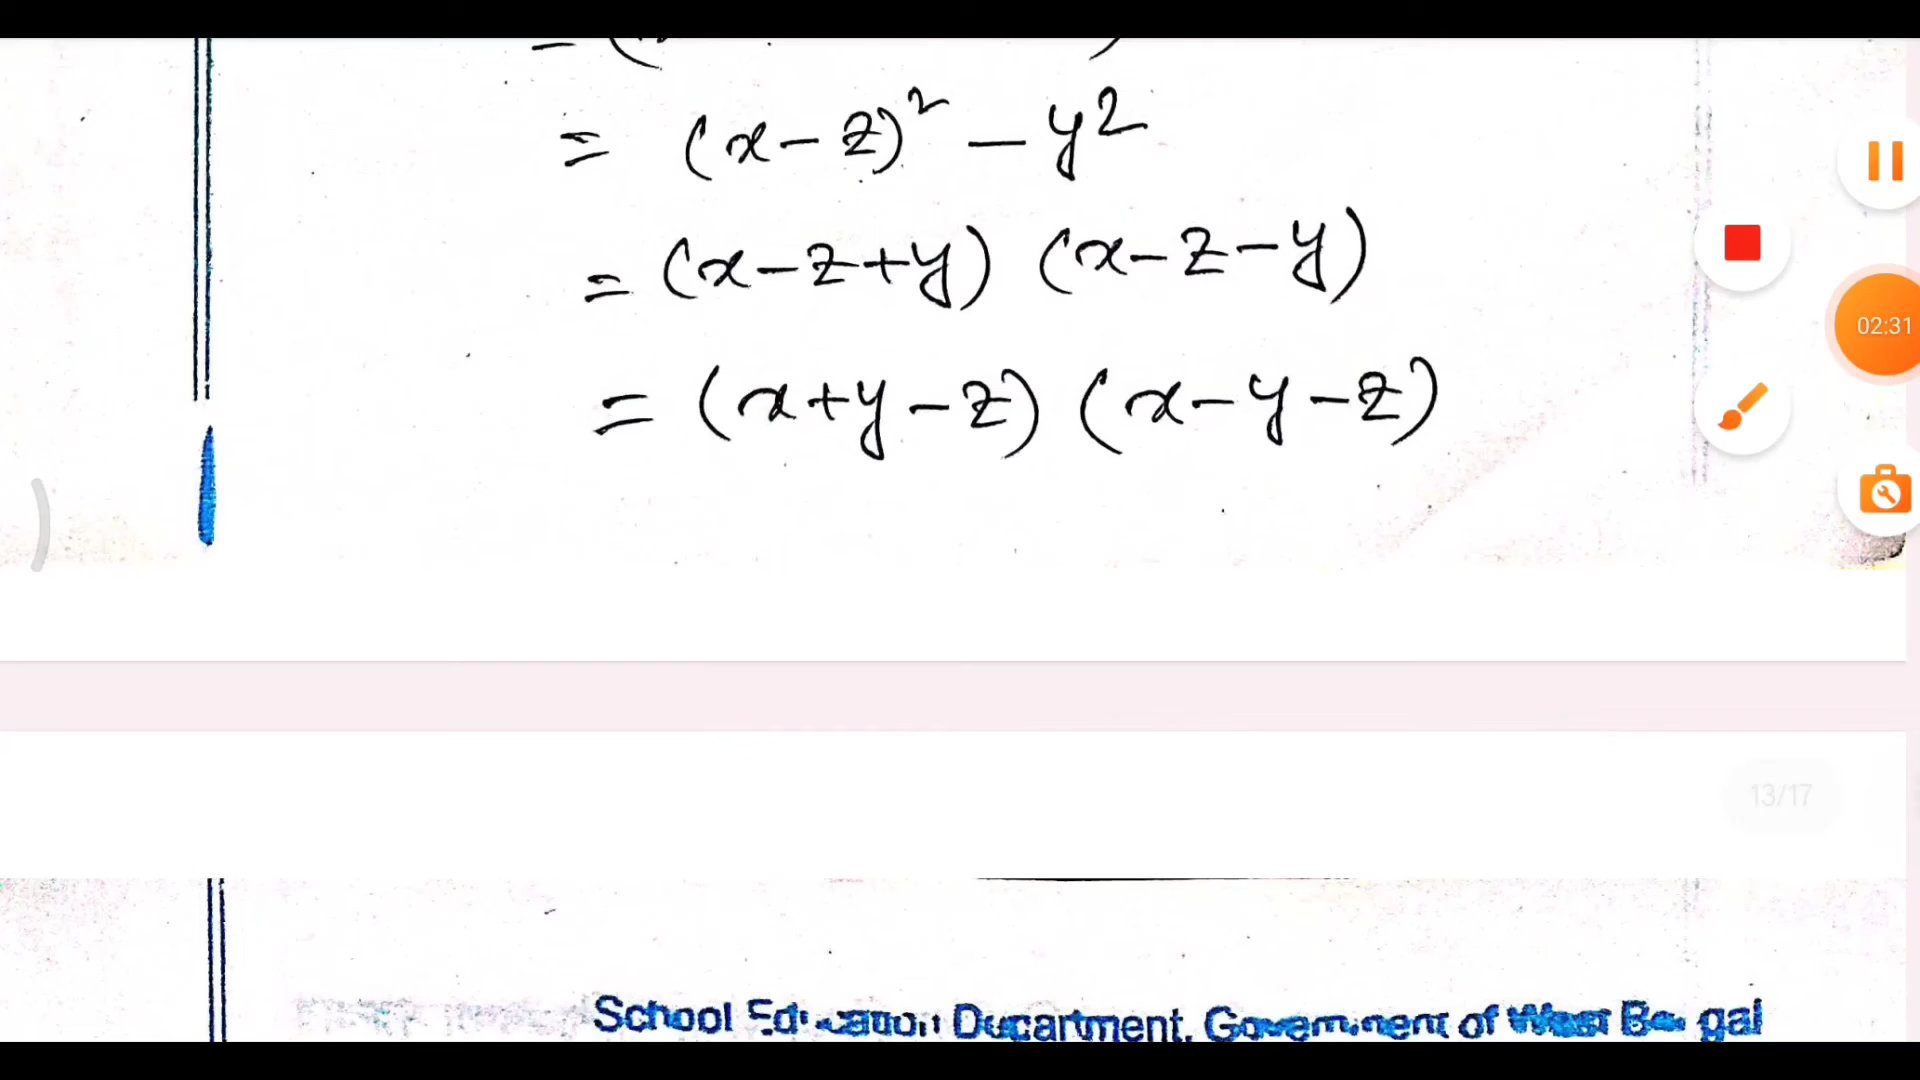 = (x - z)² - y²
= (x - z + y) (x - z - y)
02:31
= (x + y - z) (x - y - z)
13/17
School Education Department, Government of West Bengal